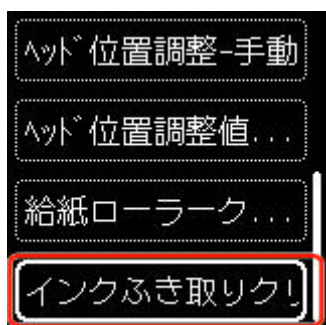 ﾍｯﾄﾞ位置調整-手動
ﾍｯﾄﾞ位置調整値...
給紙ローラーク...
インクふき取りクリ